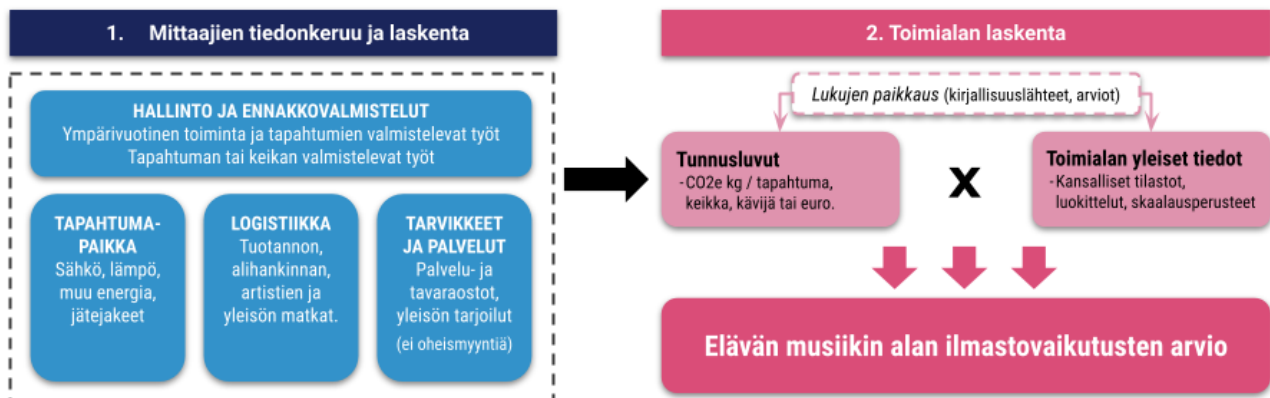 1. Mittaajien tiedonkeruu ja laskenta
HALLINTO JA ENNAKKOVALMISTELUT
Ympärivuotinen toiminta ja tapahtumien valmistelevat työt
Tapahtuman tai keikan valmistelevat työt
TAPAHTUMA-
PAIKKA
Sähkö, lämpö,
muu energia,
jätejakeet
LOGISTIIKKA
Tuotannon,
alihankinnan,
artistien ja
yleisön matkat.
TARVIKKEET
JA PALVELUT
Palvelu- ja
tavaraostot,
yleisön tarjoilut
(ei oheismyyntiä)
2. Toimialan laskenta
Lukujen paikkaus (kirjallisuuslähteet, arviot)
Tunnusluvut
-CO2e kg / tapahtuma,
keikka, kävijä tai euro.
X
Toimialan yleiset tiedot
-Kansalliset tilastot,
luokittelut, skaalausperusteet
Elävän musiikin alan ilmastovaikutusten arvio